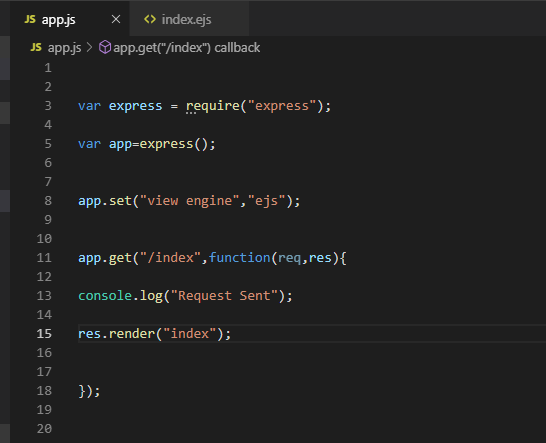 JS app.js × <> index.ejs
JS app.js > app.get("/index") callback
1
2
3 var express = require("express");
4
5 var app=express();
6
7
8 app.set("view engine","ejs");
9
10
11 app.get("/index",function(req,res){
12
13 console.log("Request Sent");
14
15 res.render("index");
16
17
18 });
19
20